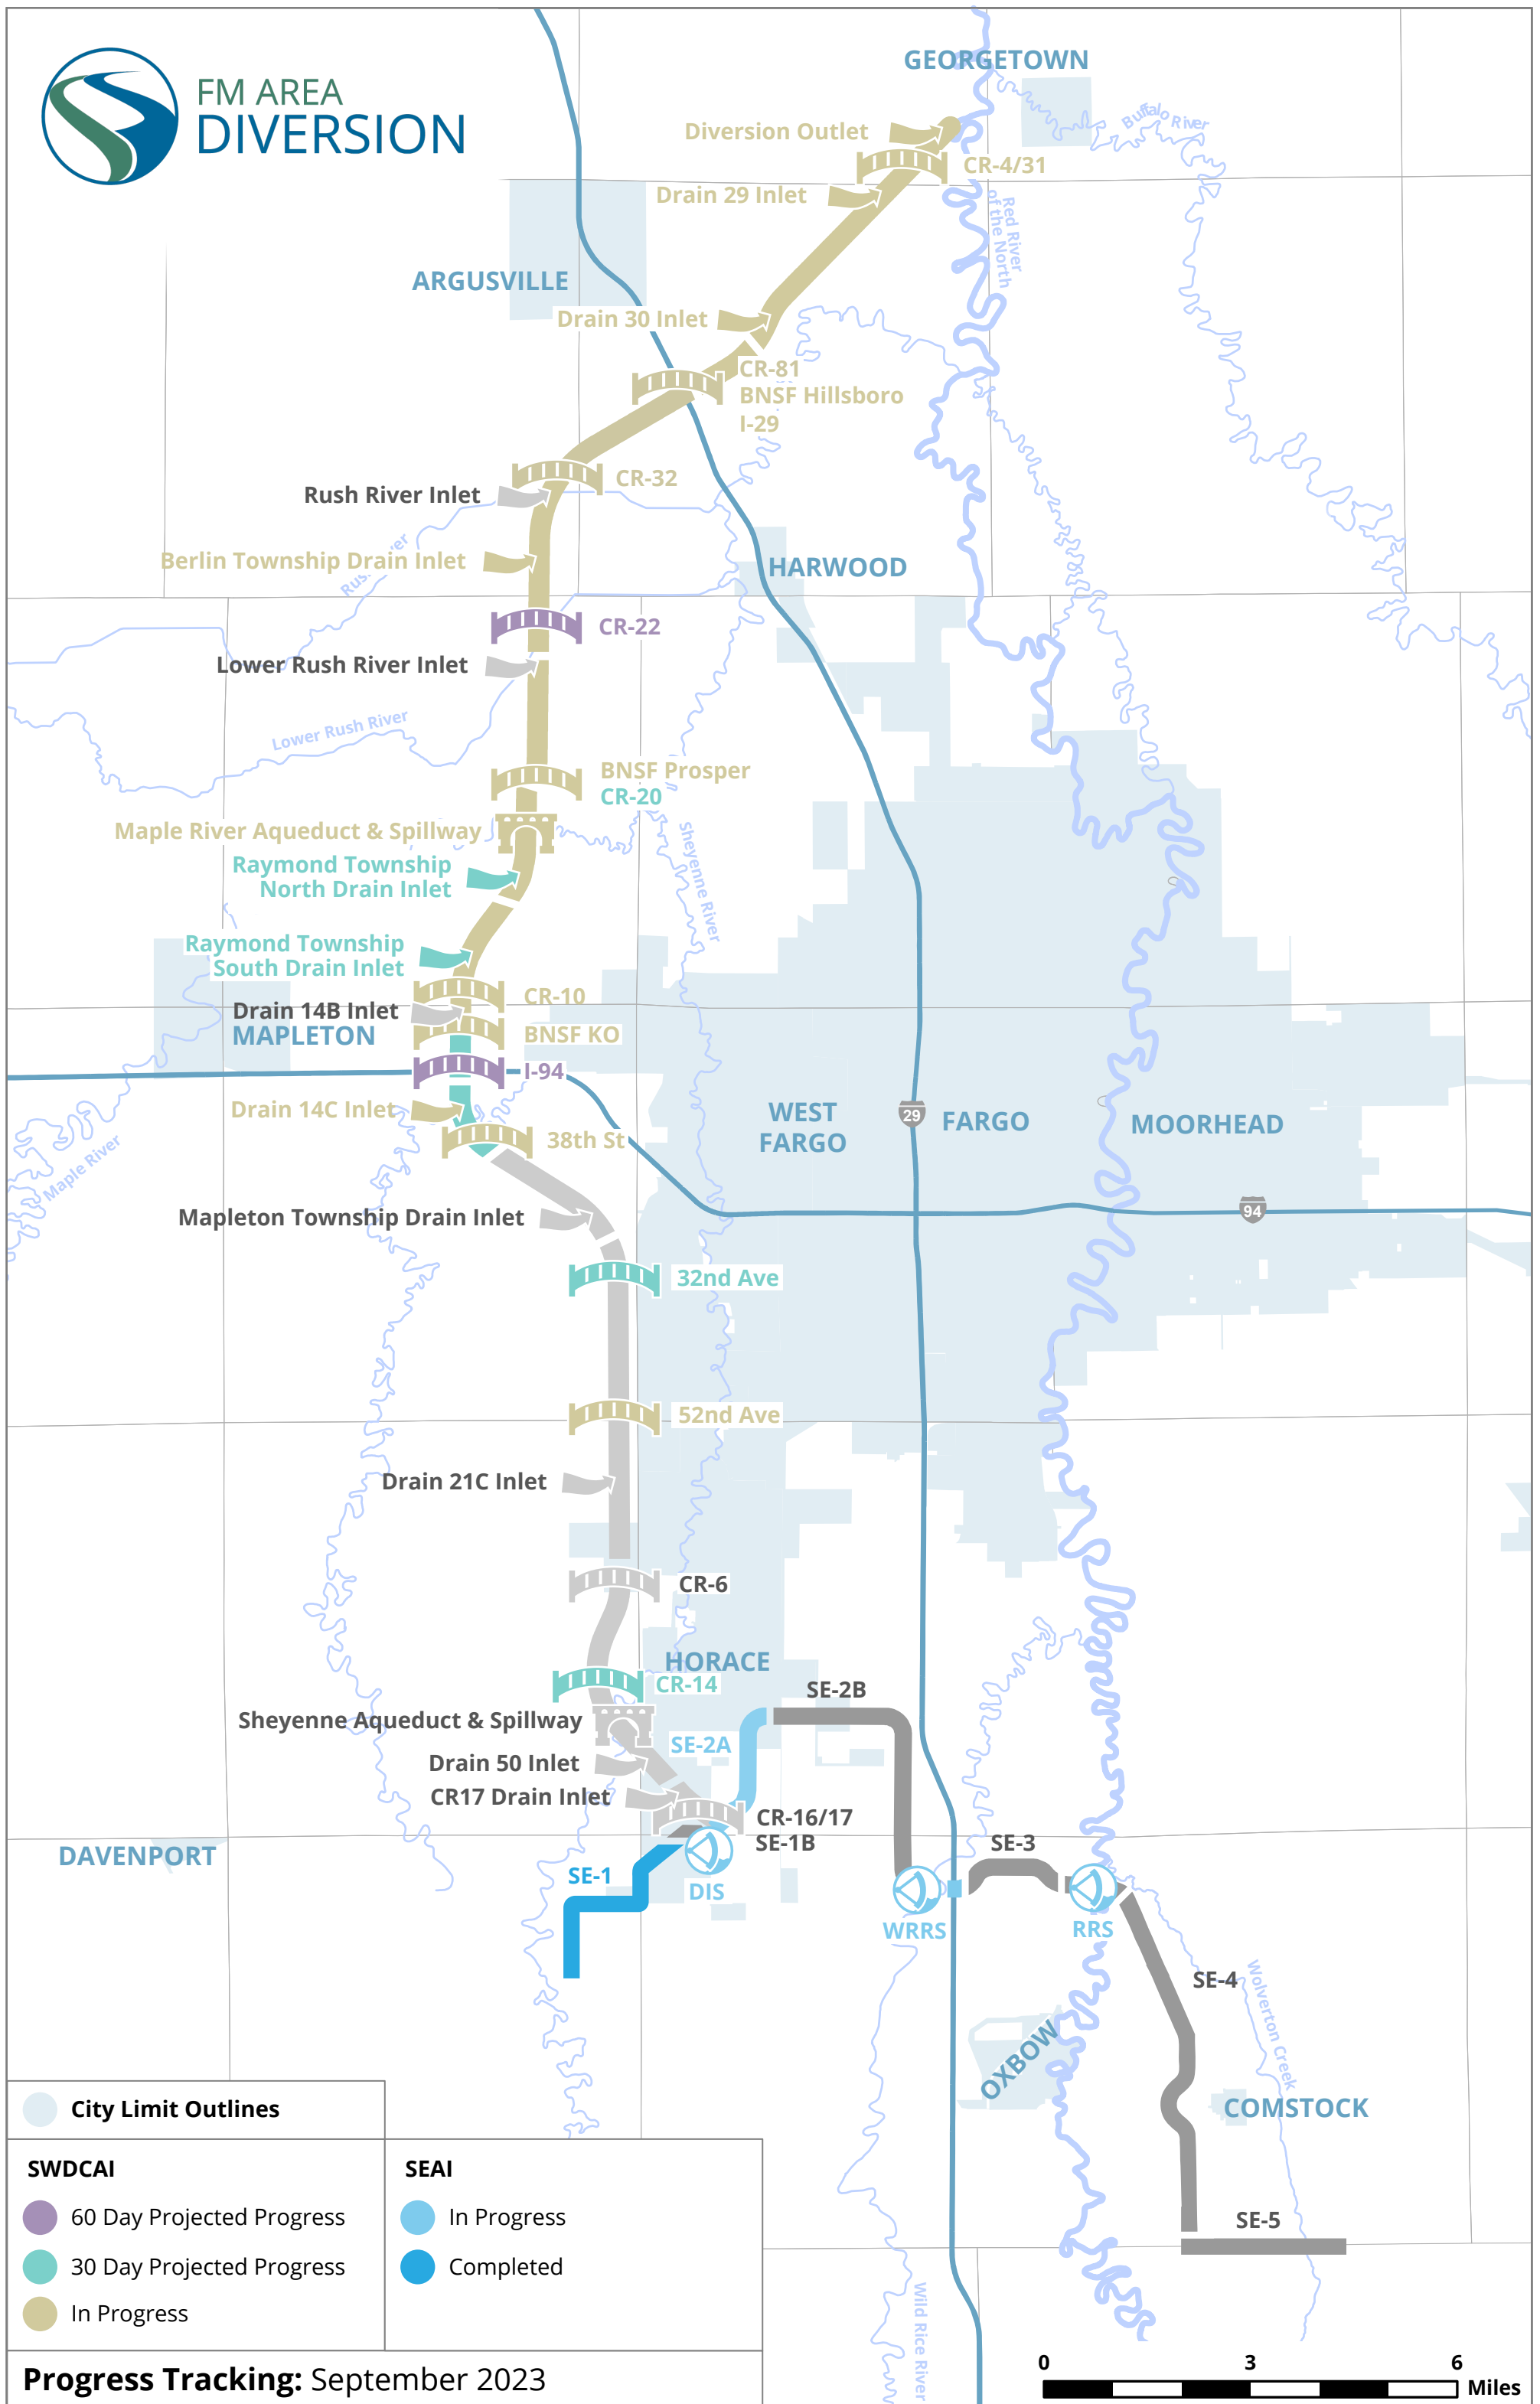 FM AREA
DIVERSION
GEORGETOWN
Buffalo River
Diversion Outlet
CR-4/31
Drain 29 Inlet
Red River
of the North
ARGUSVILLE
Drain 30 Inlet
CR-81
BNSF Hillsboro
I-29
CR-32
Rush River Inlet
Berlin Township Drain Inlet
HARWOOD
CR-22
Lower Rush River Inlet
Lower Rush River
BNSF Prosper
CR-20
Maple River Aqueduct & Spillway
Sheyenne River
Raymond Township
North Drain Inlet
Raymond Township
South Drain Inlet
CR-10
Drain 14B Inlet
MAPLETON
BNSF KO
I-94
Drain 14C Inlet
38th St
WEST
FARGO
29
FARGO
MOORHEAD
Maple River
Mapleton Township Drain Inlet
94
32nd Ave
52nd Ave
Drain 21C Inlet
CR-6
HORACE
CR-14
SE-2B
Sheyenne Aqueduct & Spillway
SE-2A
Drain 50 Inlet
CR17 Drain Inlet
CR-16/17
SE-1B
DAVENPORT
SE-1
DIS
SE-3
WRRS
RRS
SE-4
Wolverton Creek
OXBOW
COMSTOCK
SE-5
Wild Rice River
City Limit Outlines
SWDCAI
60 Day Projected Progress
30 Day Projected Progress
In Progress
SEAI
In Progress
Completed
Progress Tracking: September 2023
0 3 6
Miles